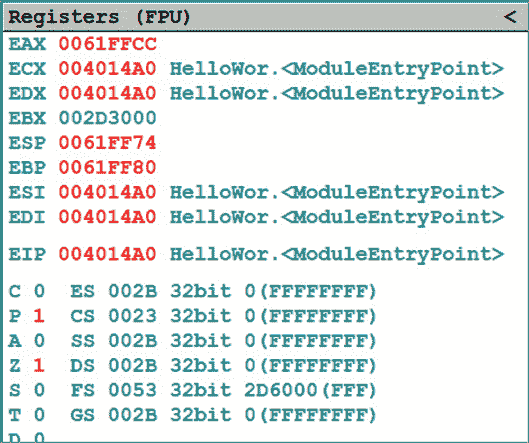 Registers (FPU) <
EAX 0061FFCC
ECX 004014A0 HelloWor.<ModuleEntryPoint>
EDX 004014A0 HelloWor.<ModuleEntryPoint>
EBX 002D3000
ESP 0061FF74
EBP 0061FF80
ESI 004014A0 HelloWor.<ModuleEntryPoint>
EDI 004014A0 HelloWor.<ModuleEntryPoint>
EIP 004014A0 HelloWor.<ModuleEntryPoint>
C 0 ES 002B 32bit 0(FFFFFFFF)
P 1 CS 0023 32bit 0(FFFFFFFF)
A 0 SS 002B 32bit 0(FFFFFFFF)
Z 1 DS 002B 32bit 0(FFFFFFFF)
S 0 FS 0053 32bit 2D6000(FFF)
T 0 GS 002B 32bit 0(FFFFFFFF)
D 0